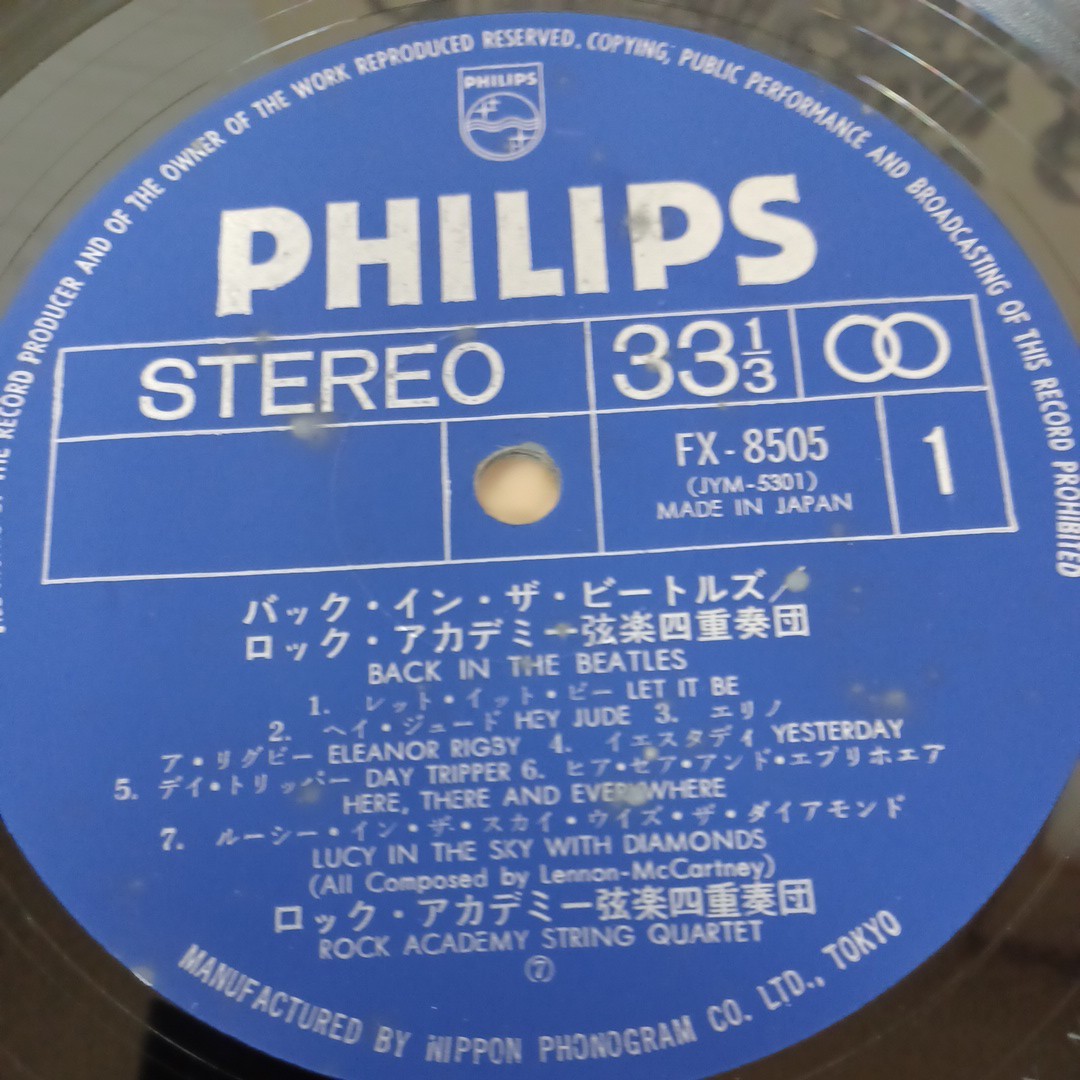 THE RECORD PRODUCER AND OF THE OWNER OF THE WORK REPRODUCED RESERVED. COPYING, PUBLIC PERFORMANCE AND BROADCASTING OF THIS RECORD PROHIBITED
PHILIPS
PHILIPS
STEREO 33 1/3
FX-8505 1
(JYM-5301)
MADE IN JAPAN
バック・イン・ザ・ビートルズ／
ロック・アカデミー弦楽四重奏団
BACK IN THE BEATLES
1. レット・イット・ビー LET IT BE
2. ヘイ・ジュード HEY JUDE 3. エリノ
ア・リグビー ELEANOR RIGBY 4. イエスタデイ YESTERDAY
5. デイ・トリッパー DAY TRIPPER 6. ヒア・ゼア・アンド・エブリホエア
HERE, THERE AND EVERYWHERE
7. ルーシー・イン・ザ・スカイ・ウイズ・ザ・ダイアモンド
LUCY IN THE SKY WITH DIAMONDS
(All Composed by Lennon-McCartney)
ロック・アカデミー弦楽四重奏団
ROCK ACADEMY STRING QUARTET
⑦
MANUFACTURED BY NIPPON PHONOGRAM CO. LTD., TOKYO